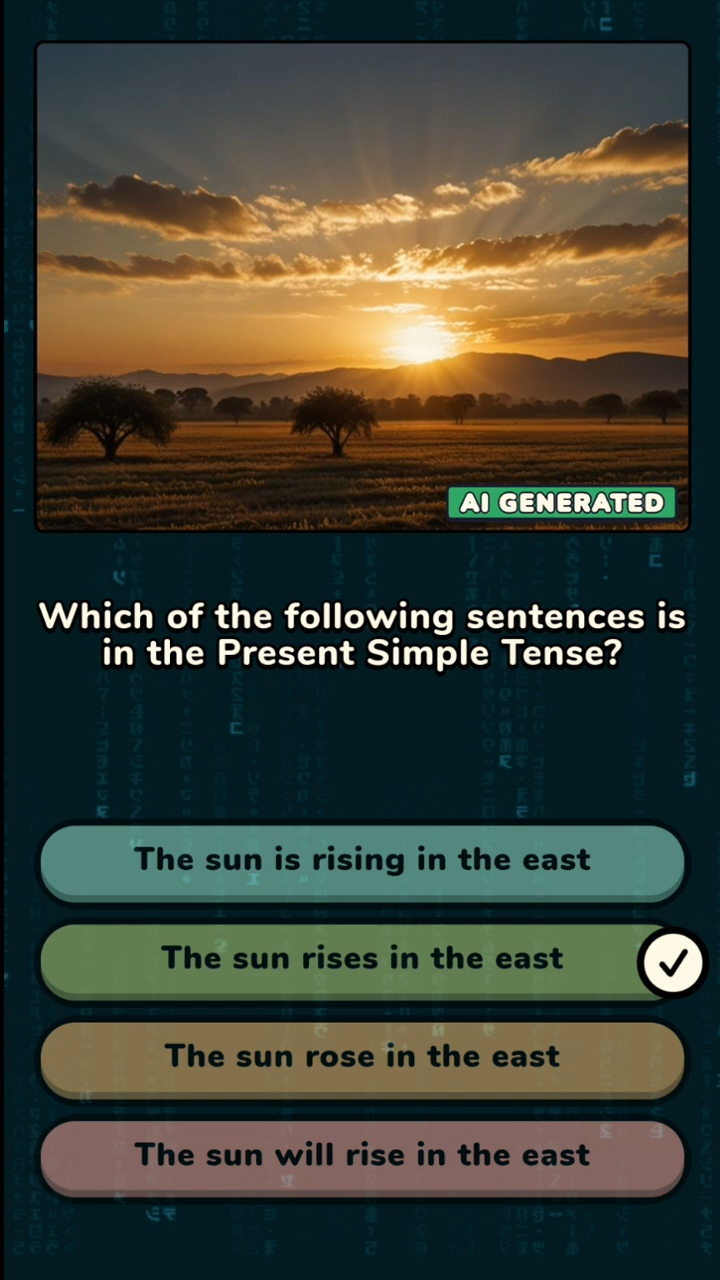 AI GENERATED
Which of the following sentences is
in the Present Simple Tense?
The sun is rising in the east
The sun rises in the east
The sun rose in the east
The sun will rise in the east